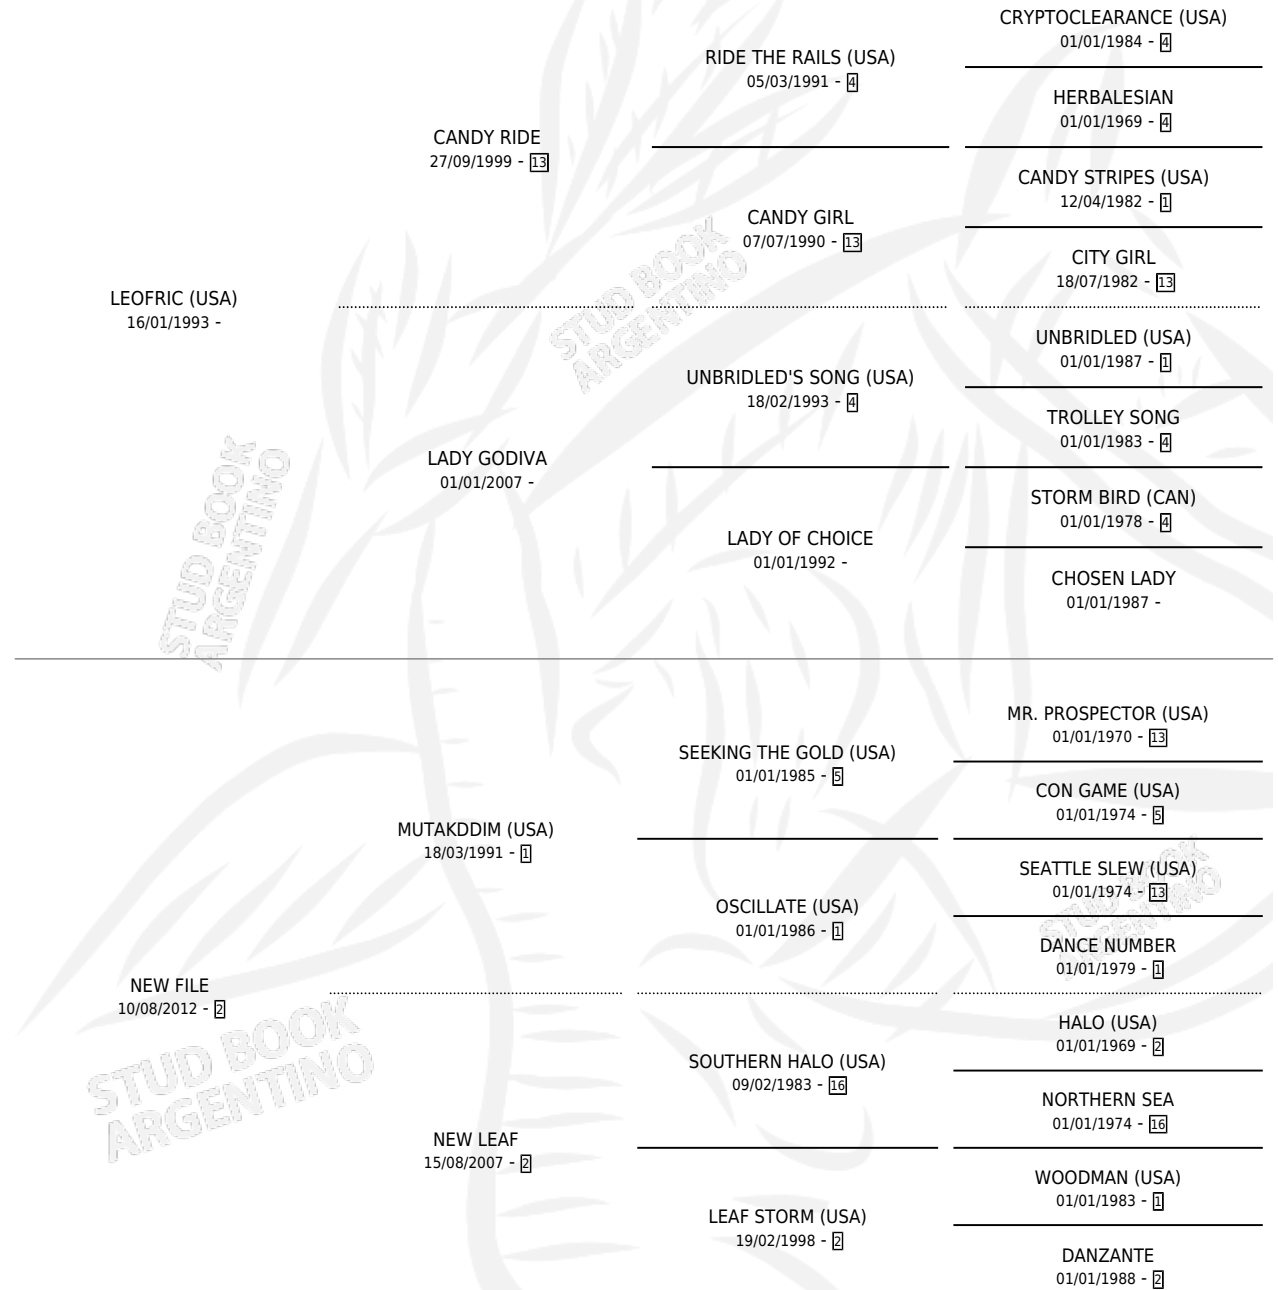 CRYPTOCLEARANCE (USA)
01/01/1984 - 4
RIDE THE RAILS (USA)
05/03/1991 - 4
HERBALESIAN
01/01/1969 - 4
CANDY RIDE
27/09/1999 - 13
CANDY STRIPES (USA)
12/04/1982 - 1
CANDY GIRL
07/07/1990 - 13
CITY GIRL
18/07/1982 - 13
LEOFRIC (USA)
16/01/1993 -
UNBRIDLED (USA)
01/01/1987 - 1
UNBRIDLED'S SONG (USA)
18/02/1993 - 4
TROLLEY SONG
01/01/1983 - 4
LADY GODIVA
01/01/2007 -
STORM BIRD (CAN)
01/01/1978 - 4
LADY OF CHOICE
01/01/1992 -
CHOSEN LADY
01/01/1987 -
STUD BOOK
ARGENTINO
STUD BOOK
ARGENTINO
MR. PROSPECTOR (USA)
01/01/1970 - 13
SEEKING THE GOLD (USA)
01/01/1985 - 5
CON GAME (USA)
01/01/1974 - 5
MUTAKDDIM (USA)
18/03/1991 - 1
SEATTLE SLEW (USA)
01/01/1974 - 13
OSCILLATE (USA)
01/01/1986 - 1
DANCE NUMBER
01/01/1979 - 1
STUD BOOK
ARGENTINO
NEW FILE
10/08/2012 - 2
HALO (USA)
01/01/1969 - 2
SOUTHERN HALO (USA)
09/02/1983 - 16
NORTHERN SEA
01/01/1974 - 16
NEW LEAF
15/08/2007 - 2
WOODMAN (USA)
01/01/1983 - 1
LEAF STORM (USA)
19/02/1998 - 2
DANZANTE
01/01/1988 - 2
STUD BOOK
ARGENTINO